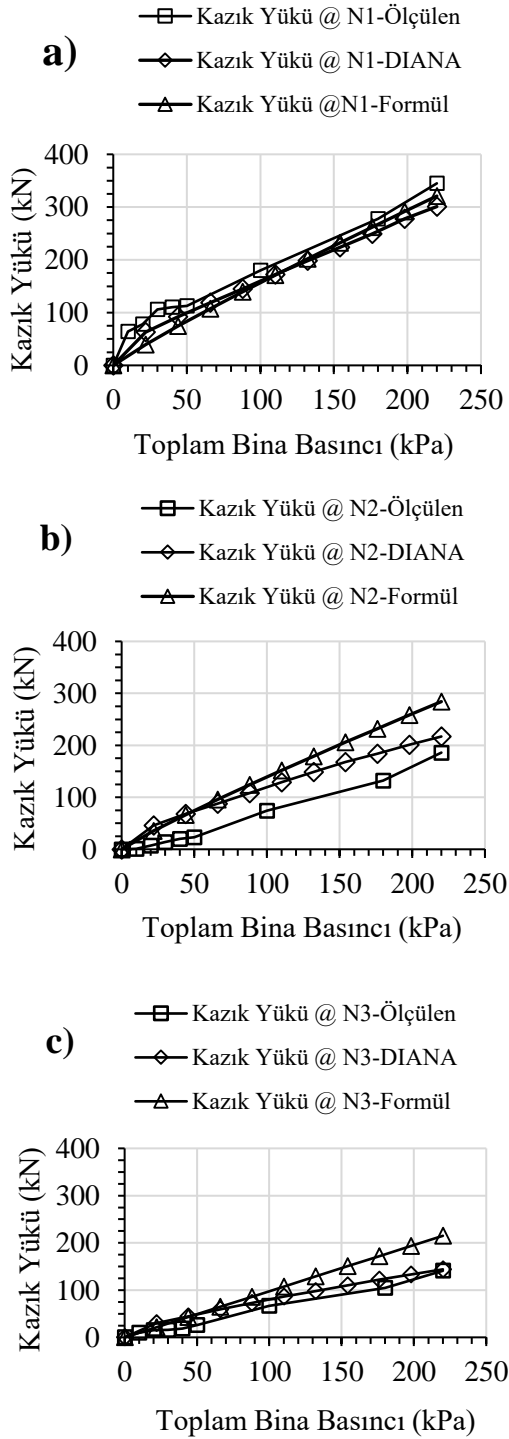 a)
Kazık Yükü @ N1-Ölçülen
Kazık Yükü @ N1-DIANA
Kazık Yükü @N1-Formül
Kazık Yükü (kN)
400
300
200
100
0
0 50 100 150 200 250
Toplam Bina Basıncı (kPa)
b)
Kazık Yükü @ N2-Ölçülen
Kazık Yükü @ N2-DIANA
Kazık Yükü @ N2-Formül
Kazık Yükü (kN)
400
300
200
100
0
0 50 100 150 200 250
Toplam Bina Basıncı (kPa)
c)
Kazık Yükü @ N3-Ölçülen
Kazık Yükü @ N3-DIANA
Kazık Yükü @ N3-Formül
Kazık Yükü (kN)
400
300
200
100
0
0 50 100 150 200 250
Toplam Bina Basıncı (kPa)